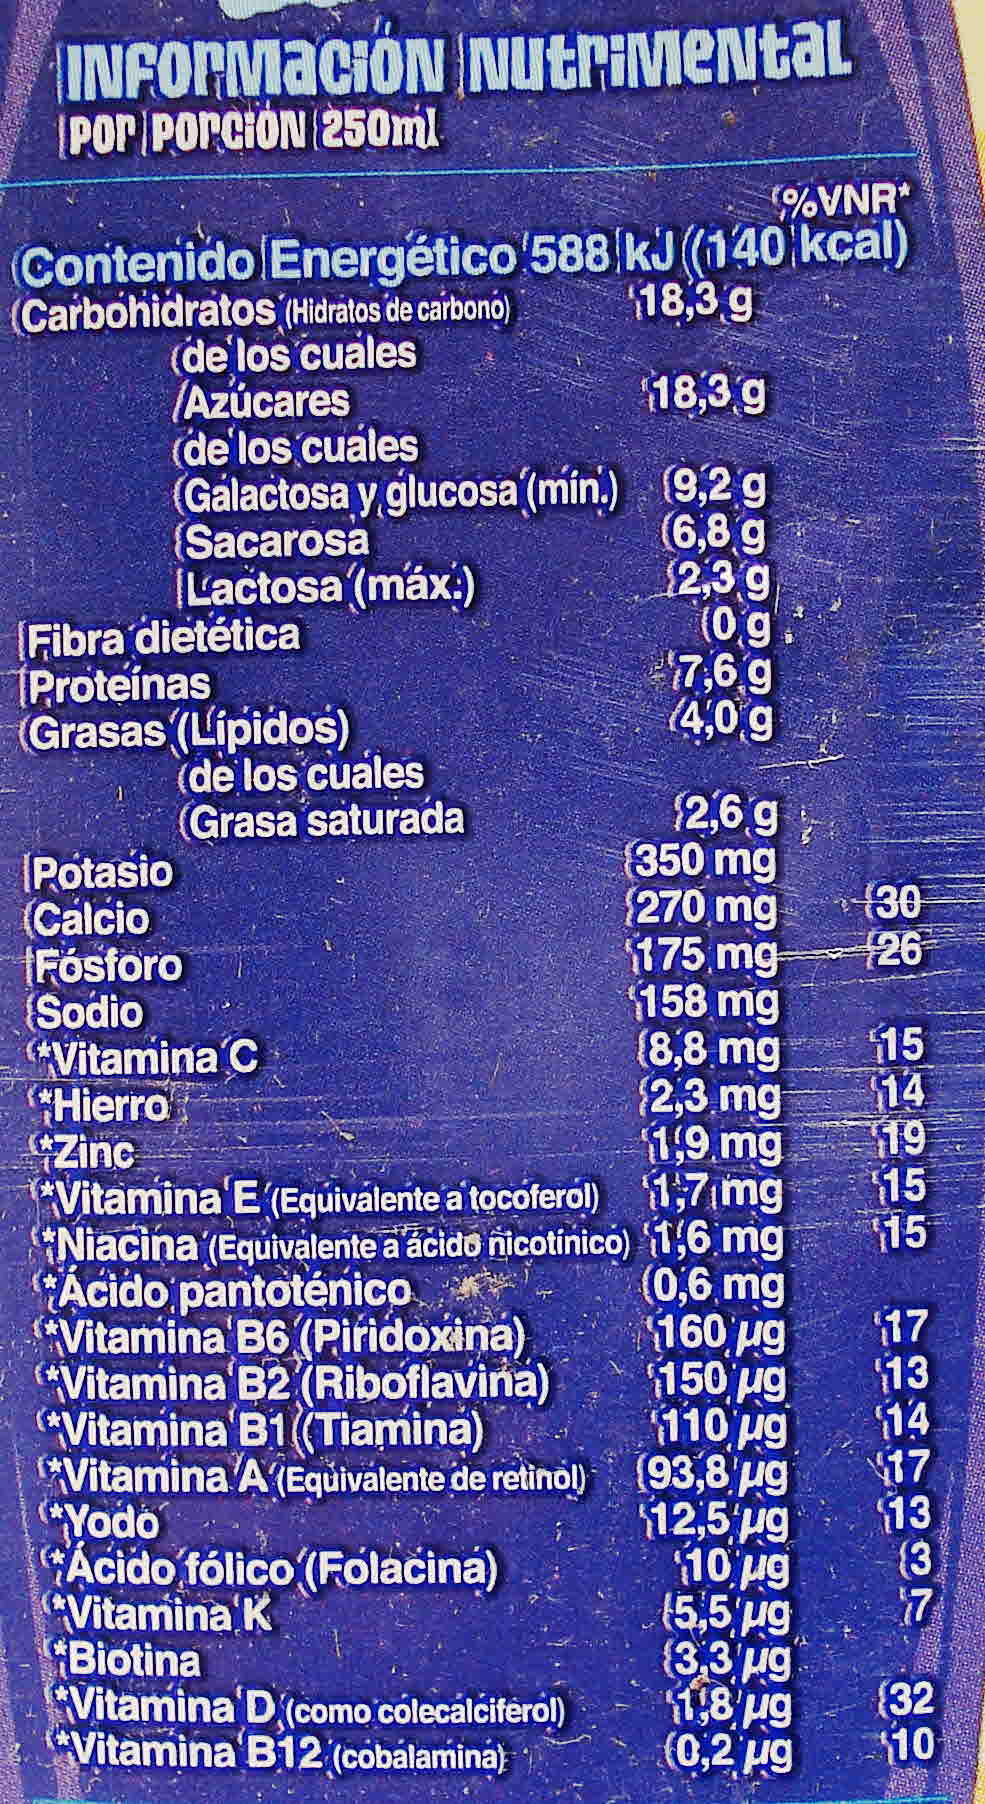 Información Nutrimental
por porción 250ml
%VNR*
Contenido Energético 588 kJ (140 kcal)
Carbohidratos (Hidratos de carbono) 18,3 g
de los cuales
Azúcares 18,3 g
de los cuales
Galactosa y glucosa (mín.) 9,2 g
Sacarosa 6,8 g
Lactosa (máx.) 2,3 g
Fibra dietética 0 g
Proteínas 7,6 g
Grasas (Lípidos) 4,0 g
de los cuales
Grasa saturada 2,6 g
Potasio 350 mg
Calcio 270 mg 30
Fósforo 175 mg 26
Sodio 158 mg
*Vitamina C 8,8 mg 15
*Hierro 2,3 mg 14
*Zinc 1,9 mg 19
*Vitamina E (Equivalente a tocoferol) 1,7 mg 15
*Niacina (Equivalente a ácido nicotínico) 1,6 mg 15
*Ácido pantoténico 0,6 mg
*Vitamina B6 (Piridoxina) 160 µg 17
*Vitamina B2 (Riboflavina) 150 µg 13
*Vitamina B1 (Tiamina) 110 µg 14
*Vitamina A (Equivalente de retinol) 93,8 µg 17
*Yodo 12,5 µg 13
*Ácido fólico (Folacina) 10 µg 3
*Vitamina K 5,5 µg 7
*Biotina 3,3 µg
*Vitamina D (como colecalciferol) 1,8 µg 32
*Vitamina B12 (cobalamina) 0,2 µg 10